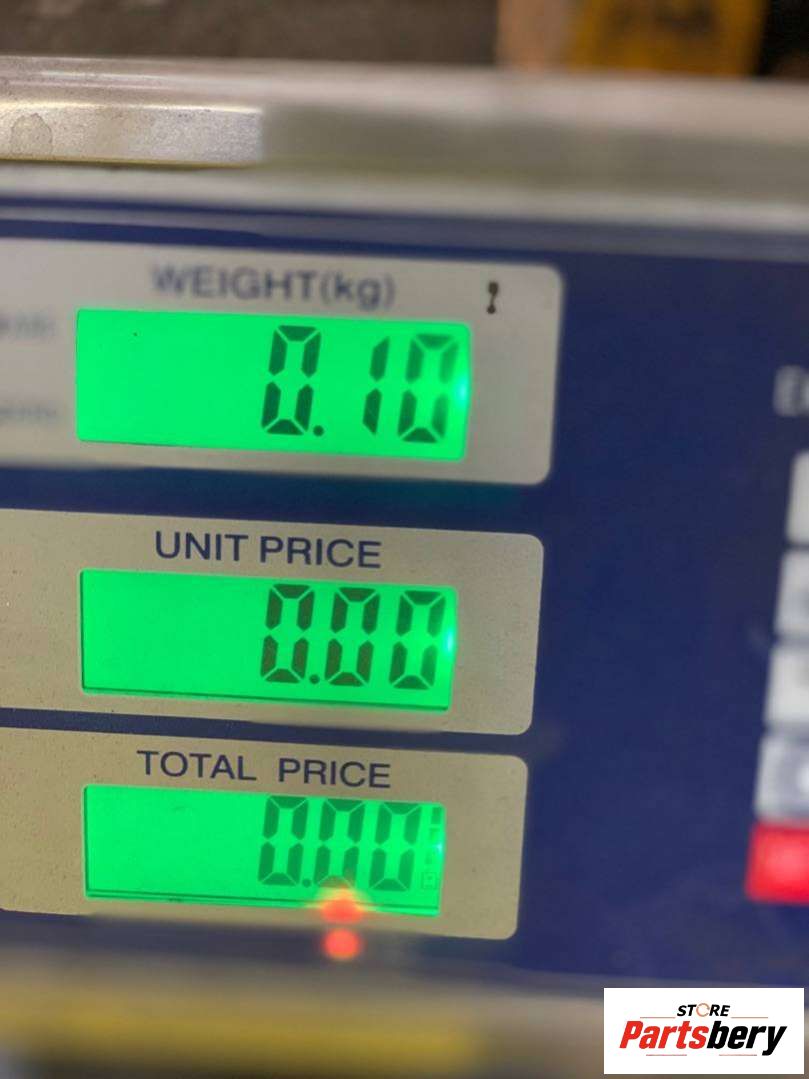 WEIGHT(kg)
0.10
UNIT PRICE
0.00
TOTAL PRICE
0.00
STORE
Partsbery